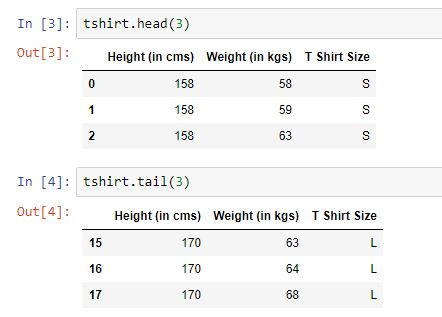 In [3]: tshirt.head(3)
Out[3]:
Height (in cms) Weight (in kgs) T Shirt Size
0 158 58 S
1 158 59 S
2 158 63 S
In [4]: tshirt.tail(3)
Out[4]:
Height (in cms) Weight (in kgs) T Shirt Size
15 170 63 L
16 170 64 L
17 170 68 L